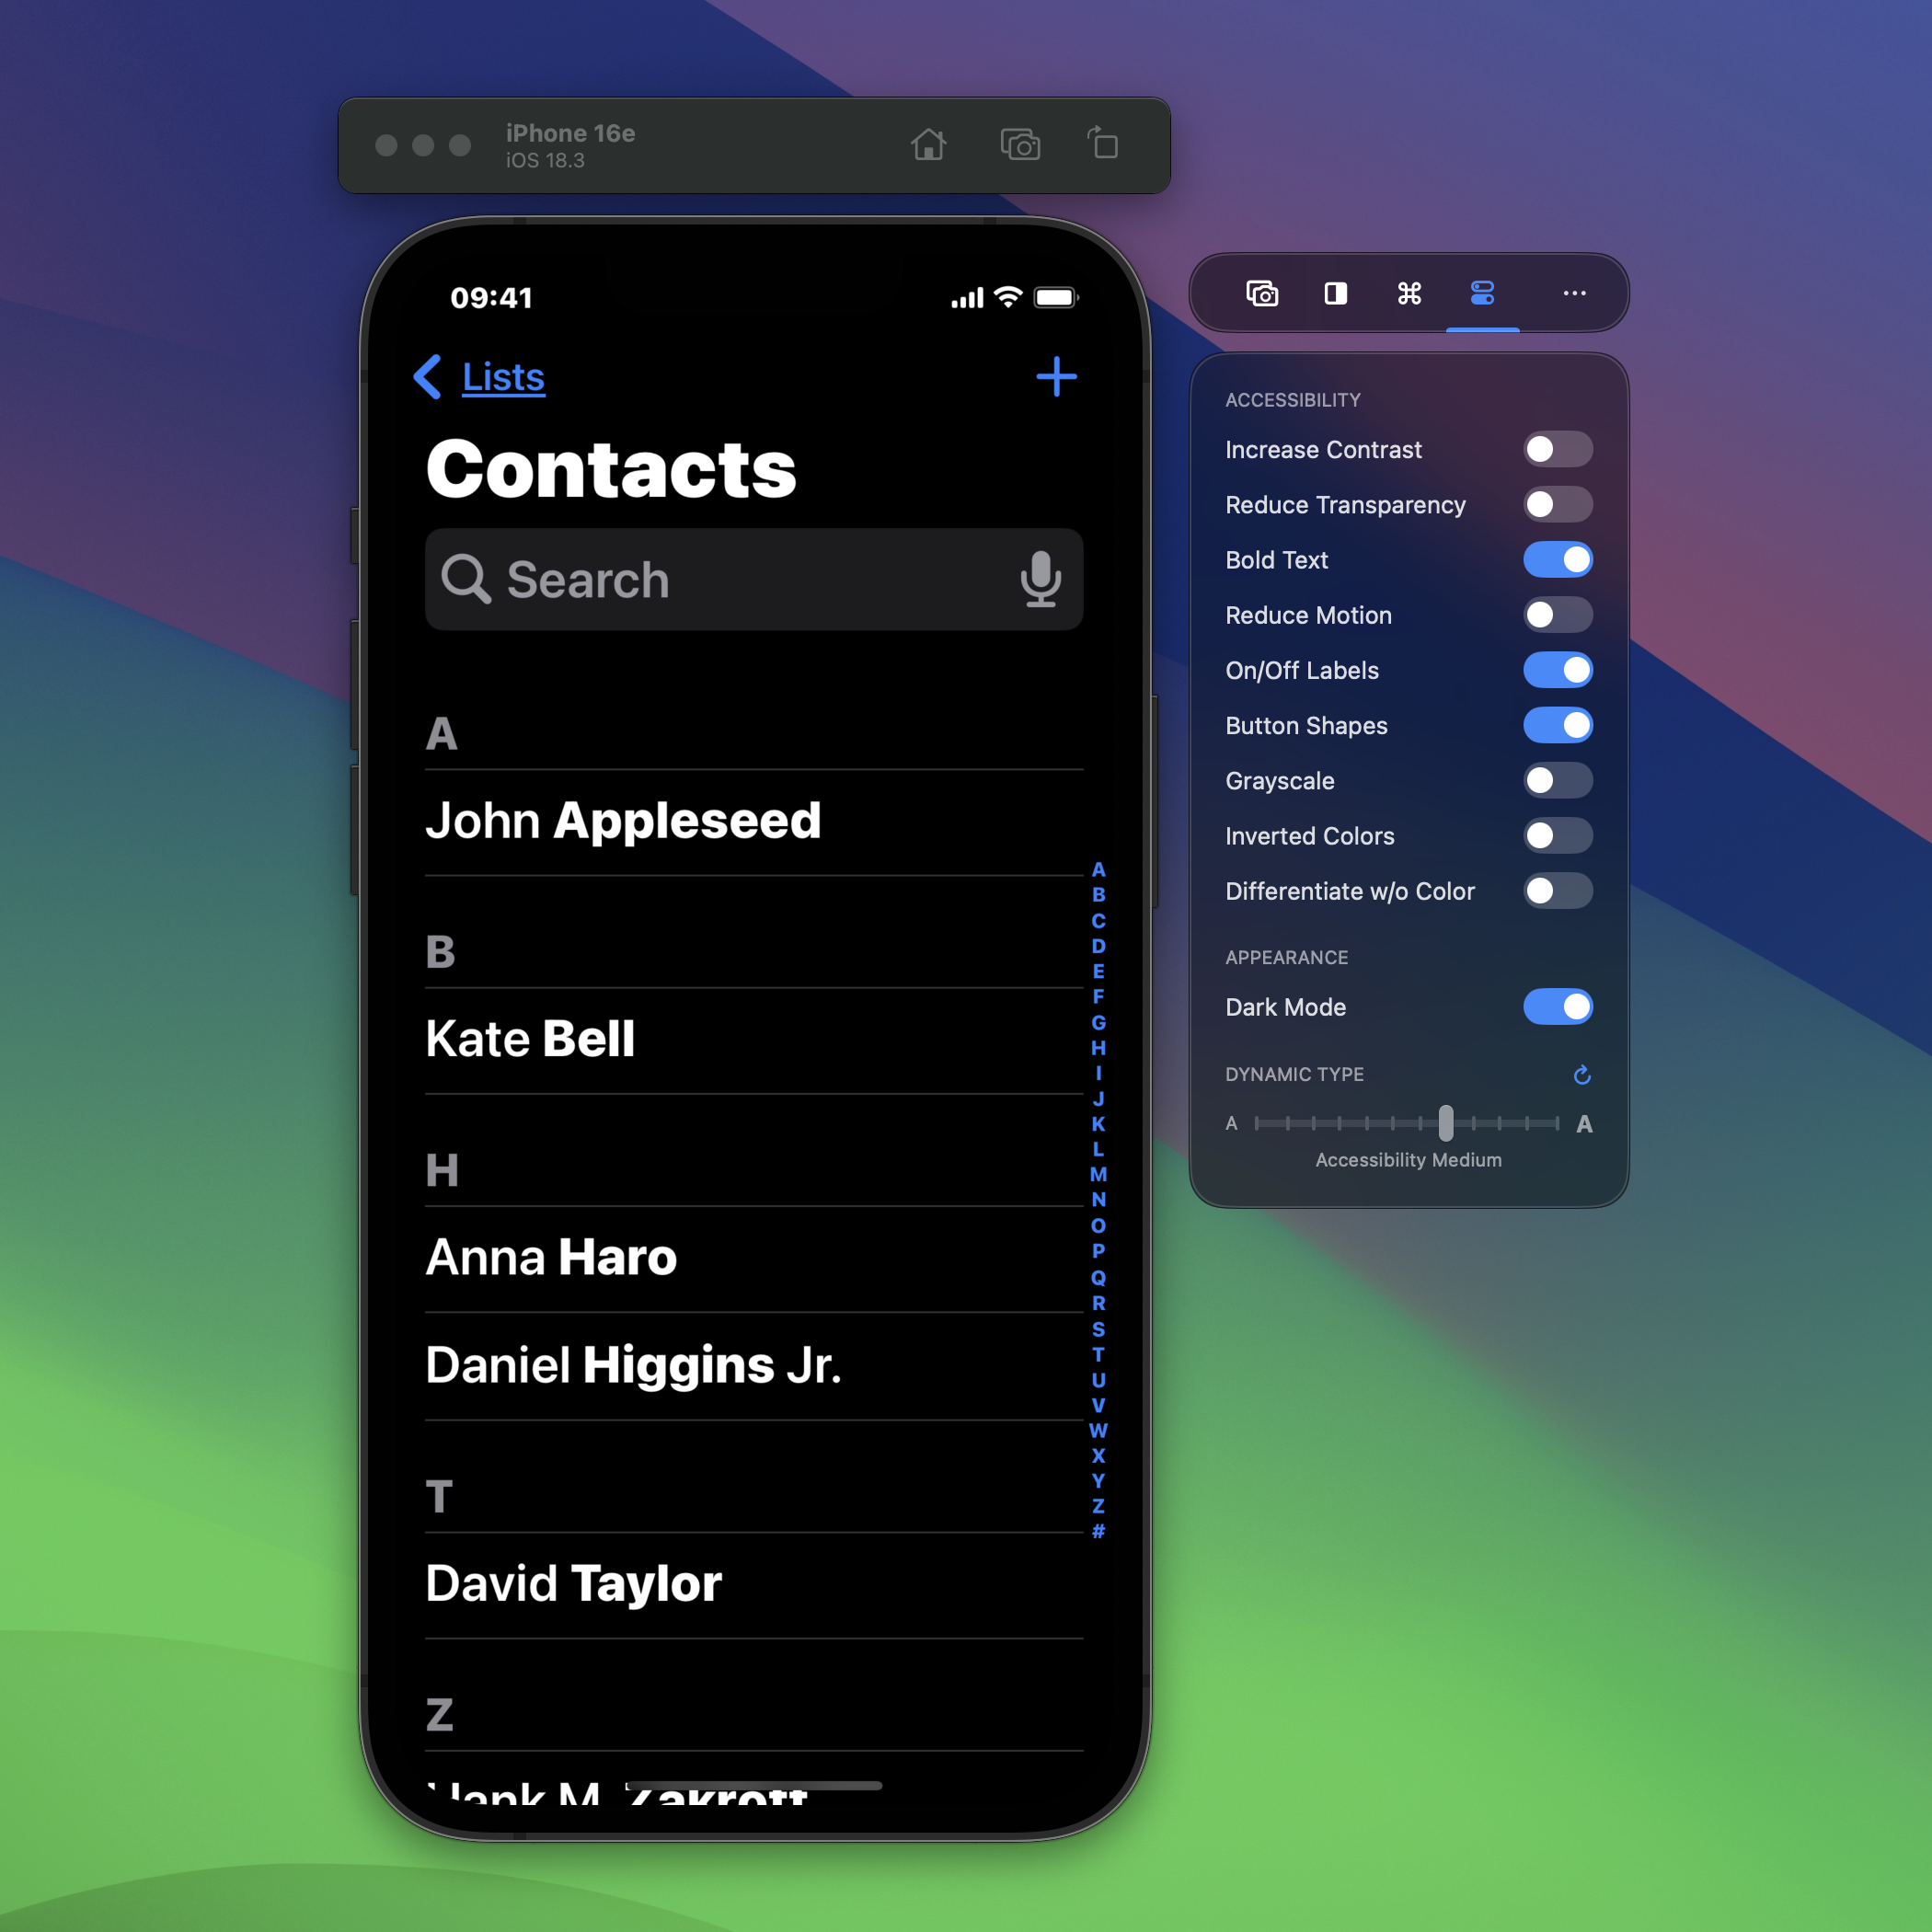 iPhone 16e
iOS 18.3
09:41
Lists
Contacts
Search
A
John Appleseed
B
Kate Bell
H
Anna Haro
Daniel Higgins Jr.
T
David Taylor
Z
Hank M. Zakroff
A
B
C
D
E
F
G
H
I
J
K
L
M
N
O
P
Q
R
S
T
U
V
W
X
Y
Z
#
ACCESSIBILITY
Increase Contrast
Reduce Transparency
Bold Text
Reduce Motion
On/Off Labels
Button Shapes
Grayscale
Inverted Colors
Differentiate w/o Color
APPEARANCE
Dark Mode
DYNAMIC TYPE
A A
Accessibility Medium